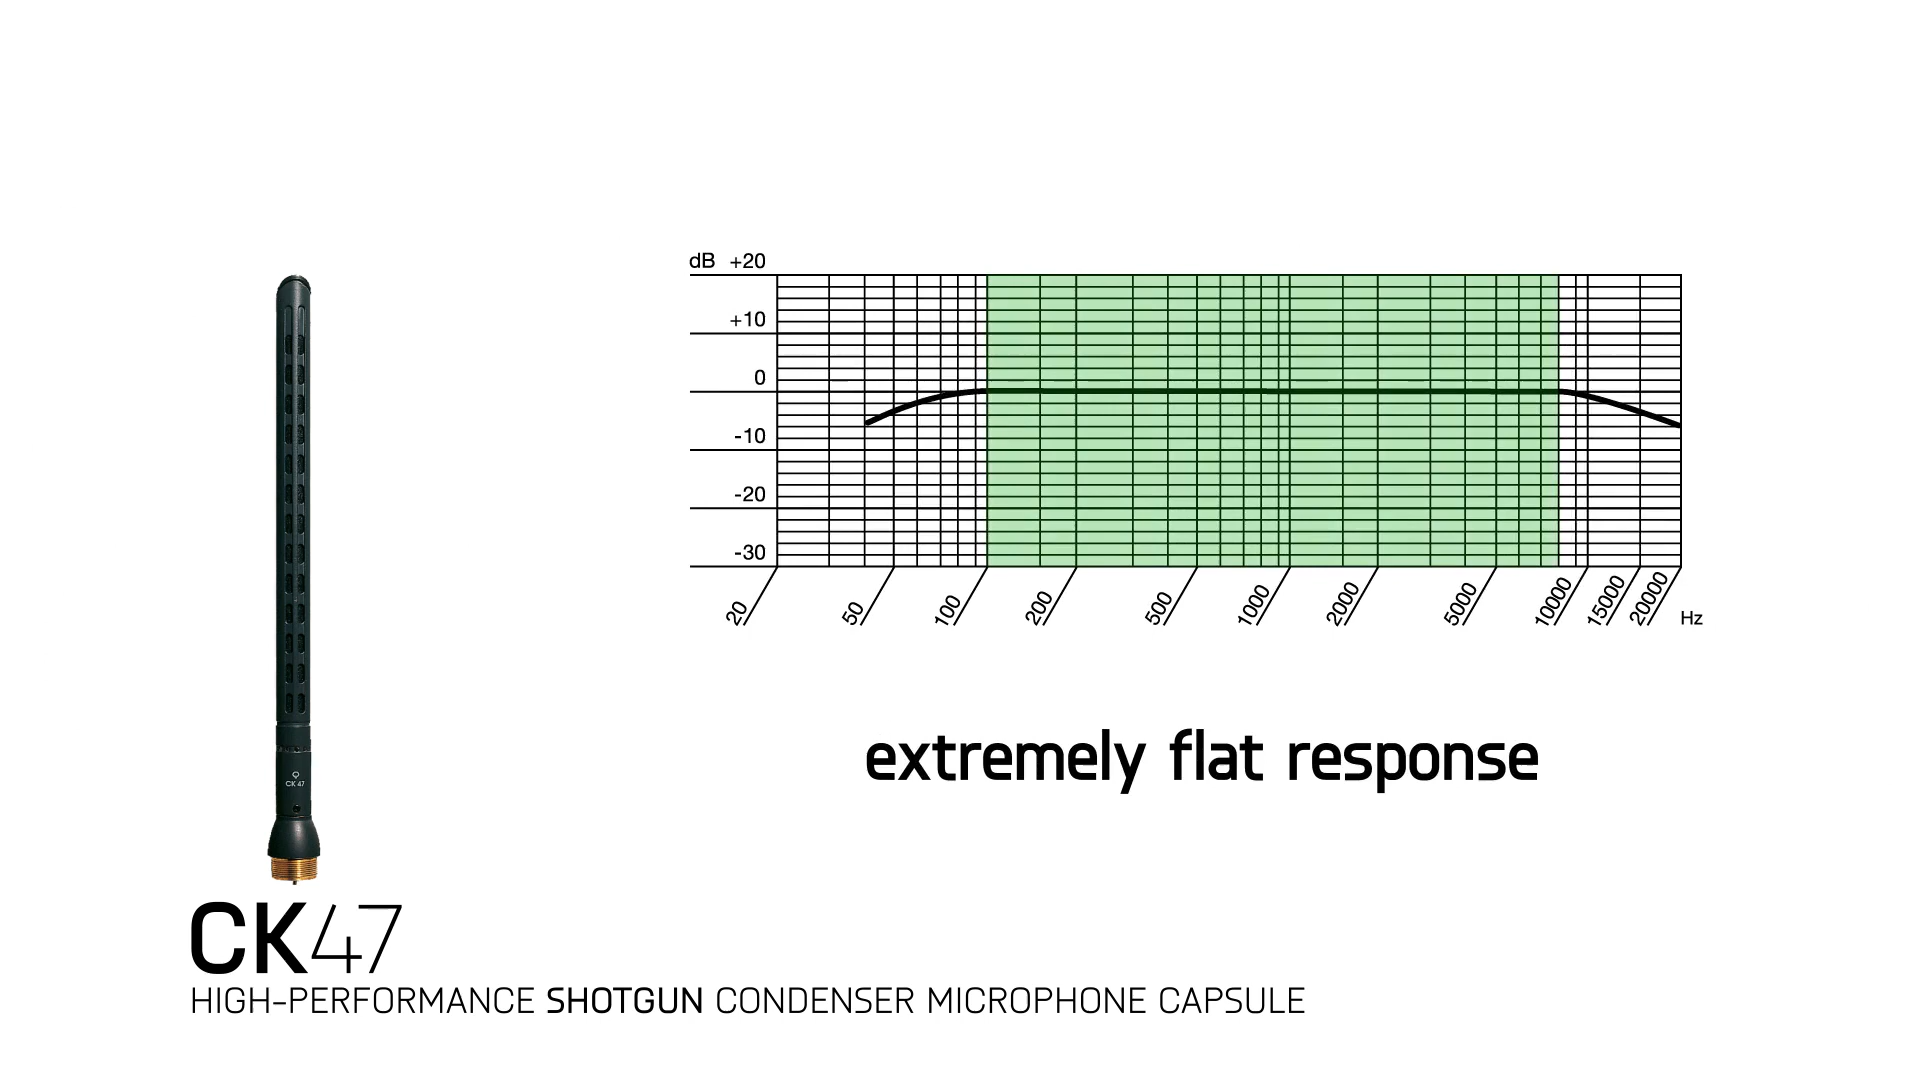 dB +20
+10
0
-10
-20
-30
20 50 100 200 500 1000 2000 5000 10000 15000 20000 Hz
extremely flat response
CK 47
CK47
HIGH-PERFORMANCE SHOTGUN CONDENSER MICROPHONE CAPSULE